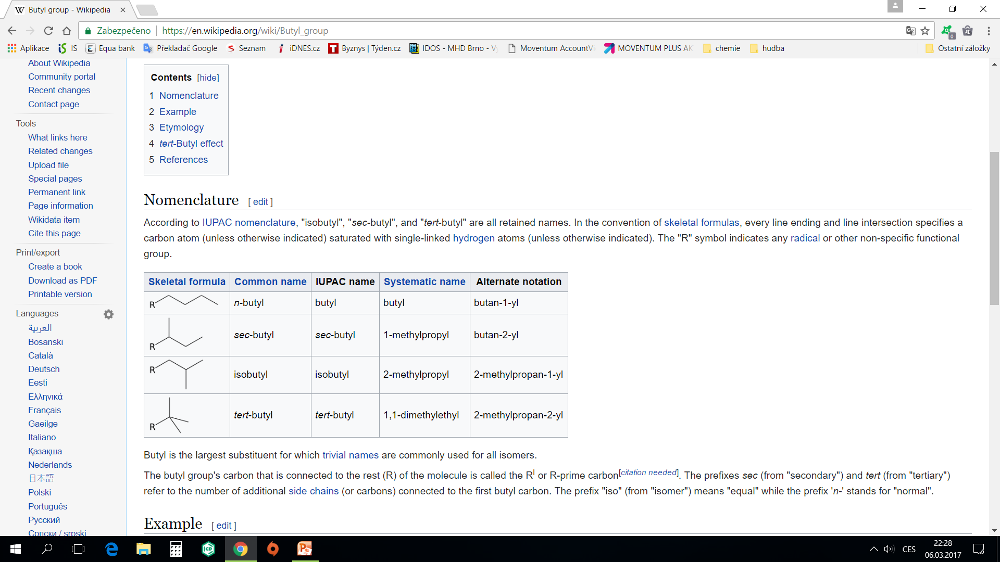 Butyl group - Wikipedia
Zabezpečeno https://en.wikipedia.org/wiki/Butyl_group
0
Aplikace IS Equa bank Překladač Google Seznam iDNES.cz Byznys | Týden.cz IDOS - MHD Brno - Moventum AccountVi MOVENTUM PLUS AK chemie hudba Ostatní záložky
About Wikipedia
Community portal
Recent changes
Contact page
Tools
What links here
Related changes
Upload file
Special pages
Permanent link
Page information
Wikidata item
Cite this page
Print/export
Create a book
Download as PDF
Printable version
Languages
العربية
Bosanski
Català
Deutsch
Eesti
Ελληνικά
Français
Gaeilge
Italiano
Қазақша
Nederlands
日本語
Polski
Português
Русский
Српски / srpski
Contents [hide]
1 Nomenclature
2 Example
3 Etymology
4 tert-Butyl effect
5 References
Nomenclature [ edit ]
According to IUPAC nomenclature, "isobutyl", "sec-butyl", and "tert-butyl" are all retained names. In the convention of skeletal formulas, every line ending and line intersection specifies a
carbon atom (unless otherwise indicated) saturated with single-linked hydrogen atoms (unless otherwise indicated). The "R" symbol indicates any radical or other non-specific functional
group.
Skeletal formula Common name IUPAC name Systematic name Alternate notation
R n-butyl butyl butyl butan-1-yl
R sec-butyl sec-butyl 1-methylpropyl butan-2-yl
R isobutyl isobutyl 2-methylpropyl 2-methylpropan-1-yl
R tert-butyl tert-butyl 1,1-dimethylethyl 2-methylpropan-2-yl
Butyl is the largest substituent for which trivial names are commonly used for all isomers.
The butyl group's carbon that is connected to the rest (R) of the molecule is called the R^I or R-prime carbon[citation needed]. The prefixes sec (from "secondary") and tert (from "tertiary")
refer to the number of additional side chains (or carbons) connected to the first butyl carbon. The prefix "iso" (from "isomer") means "equal" while the prefix 'n-' stands for "normal".
Example [ edit ]
CES
22:28
06.03.2017